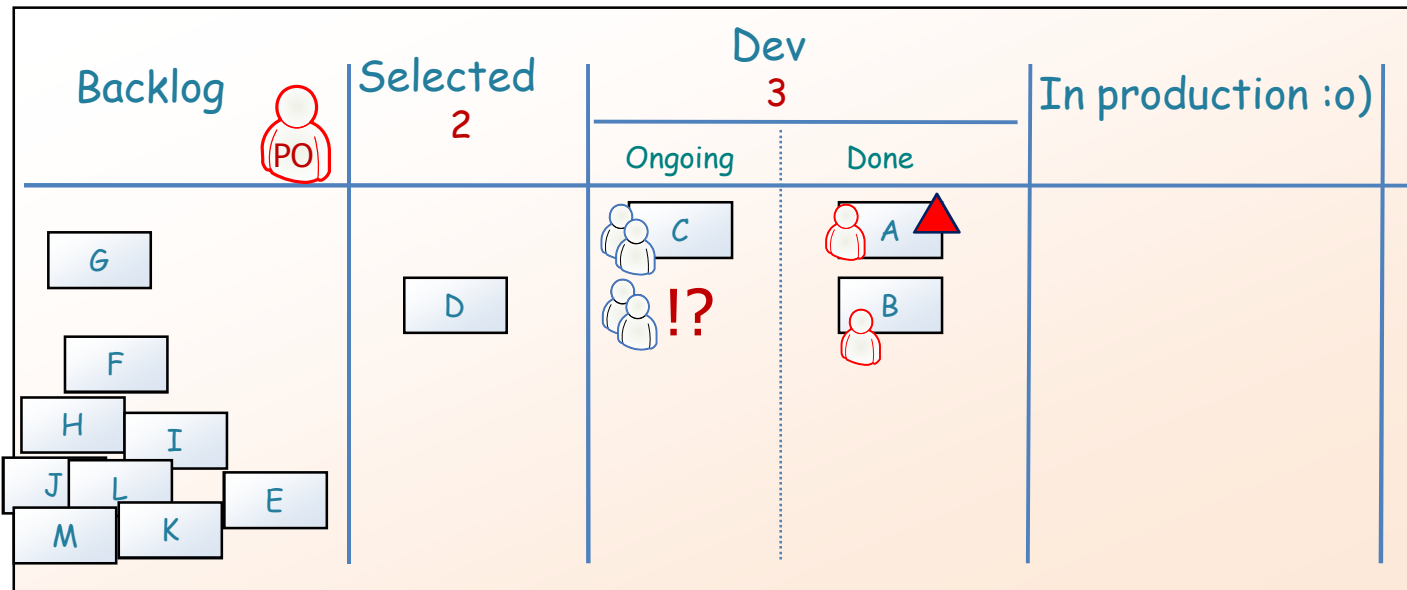 Dev
Backlog
Selected
3
In production :o)
2
PO
Ongoing
Done
C
A
G
D
!?
B
F
H
I
J
L
E
M
K